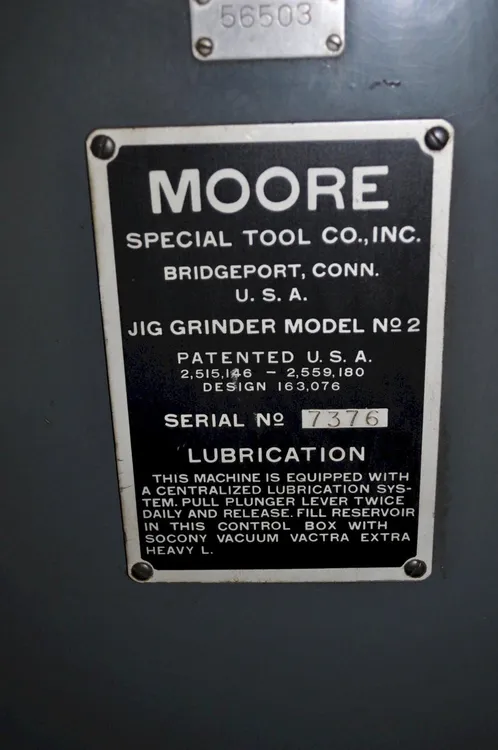 56503
MOORE
SPECIAL TOOL CO., INC.
BRIDGEPORT, CONN.
U. S. A.
JIG GRINDER MODEL Nº 2
PATENTED U. S. A.
2,515,146 – 2,559,180
DESIGN 163,076
SERIAL Nº 7376
LUBRICATION
THIS MACHINE IS EQUIPPED WITH
A CENTRALIZED LUBRICATION SYS-
TEM. PULL PLUNGER LEVER TWICE
DAILY AND RELEASE. FILL RESERVOIR
IN THIS CONTROL BOX WITH
SOCONY VACUUM VACTRA EXTRA
HEAVY L.